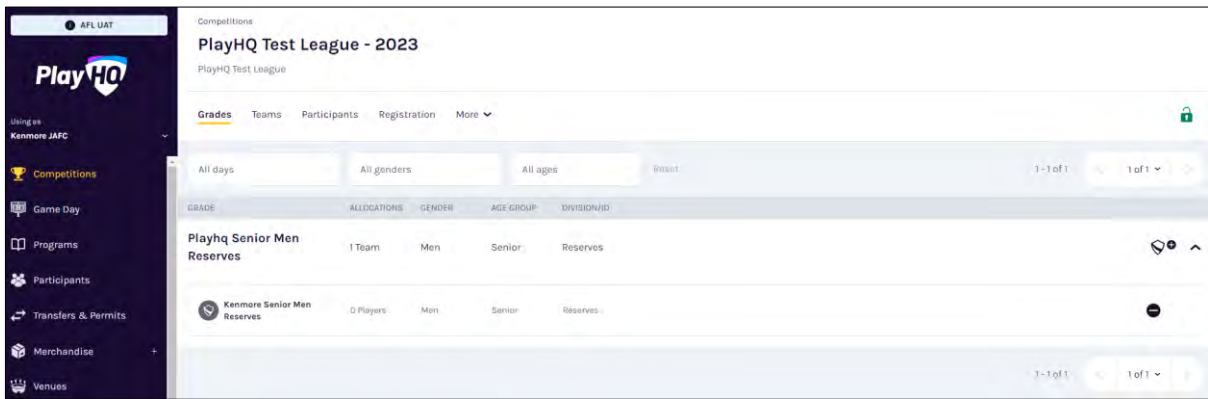 AFL UAT
PlayHQ
Using as
Kenmore JAFC
Competitions
Game Day
Programs
Participants
Transfers & Permits
Merchandise +
Venues
Competitions
PlayHQ Test League - 2023
PlayHQ Test League
Grades Teams Participants Registration More
All days All genders All ages Reset 1-1 of 1 1 of 1
GRADE ALLOCATIONS GENDER AGE GROUP DIVISION/ID
Playhq Senior Men
Reserves
1 Team Men Senior Reserves
Kenmore Senior Men
Reserves
0 Players Men Senior Reserves
1-1 of 1 1 of 1